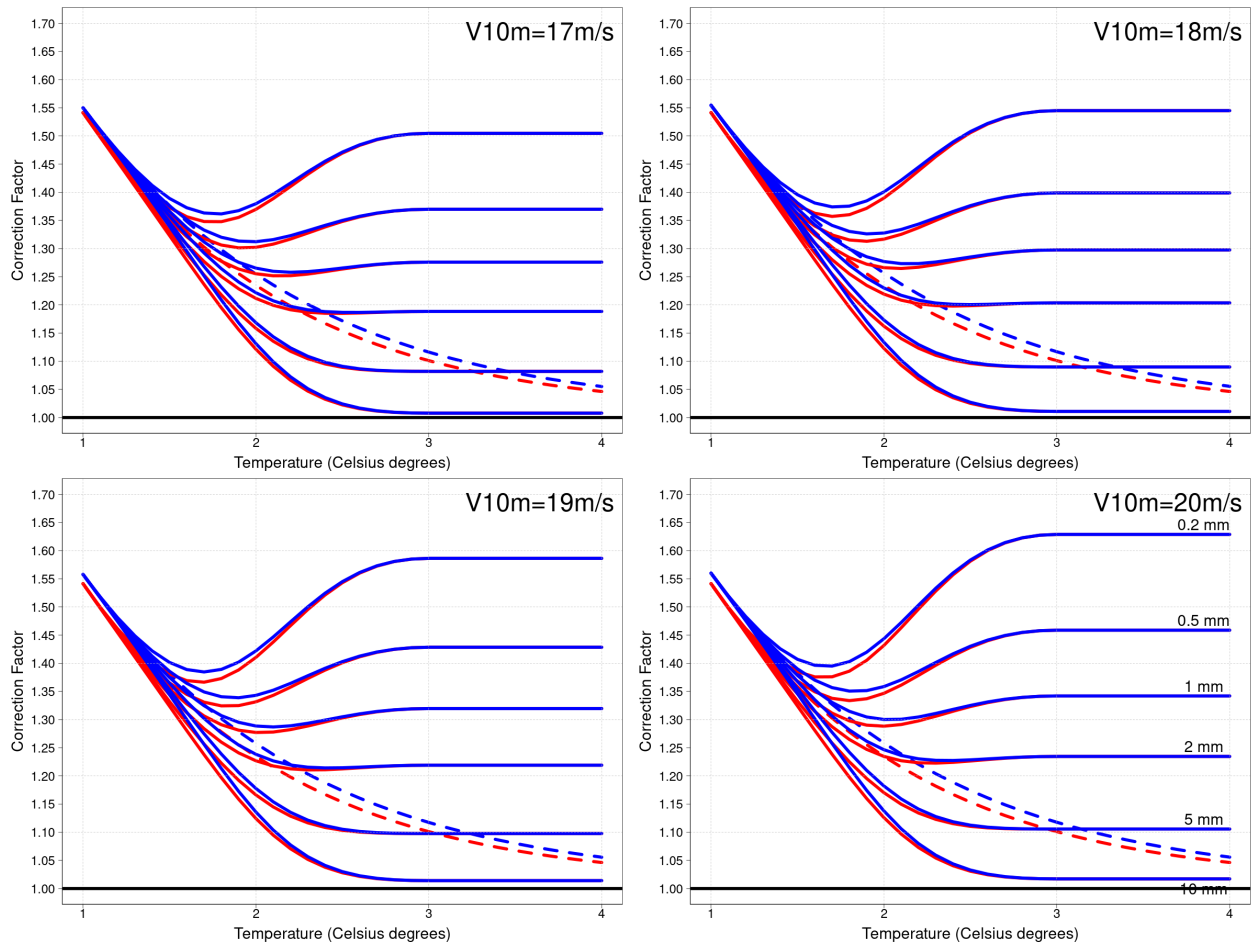 V10m=17m/s
1.70
1.65
1.60
1.55
1.50
1.45
1.40
1.35
1.30
1.25
1.20
1.15
1.10
1.05
1.00
Correction Factor
1 2 3 4
Temperature (Celsius degrees)
V10m=18m/s
1.70
1.65
1.60
1.55
1.50
1.45
1.40
1.35
1.30
1.25
1.20
1.15
1.10
1.05
1.00
Correction Factor
1 2 3 4
Temperature (Celsius degrees)
V10m=19m/s
1.70
1.65
1.60
1.55
1.50
1.45
1.40
1.35
1.30
1.25
1.20
1.15
1.10
1.05
1.00
Correction Factor
1 2 3 4
Temperature (Celsius degrees)
V10m=20m/s
1.70
1.65
1.60
1.55
1.50
1.45
1.40
1.35
1.30
1.25
1.20
1.15
1.10
1.05
1.00
Correction Factor
0.2 mm
0.5 mm
1 mm
2 mm
5 mm
10 mm
1 2 3 4
Temperature (Celsius degrees)